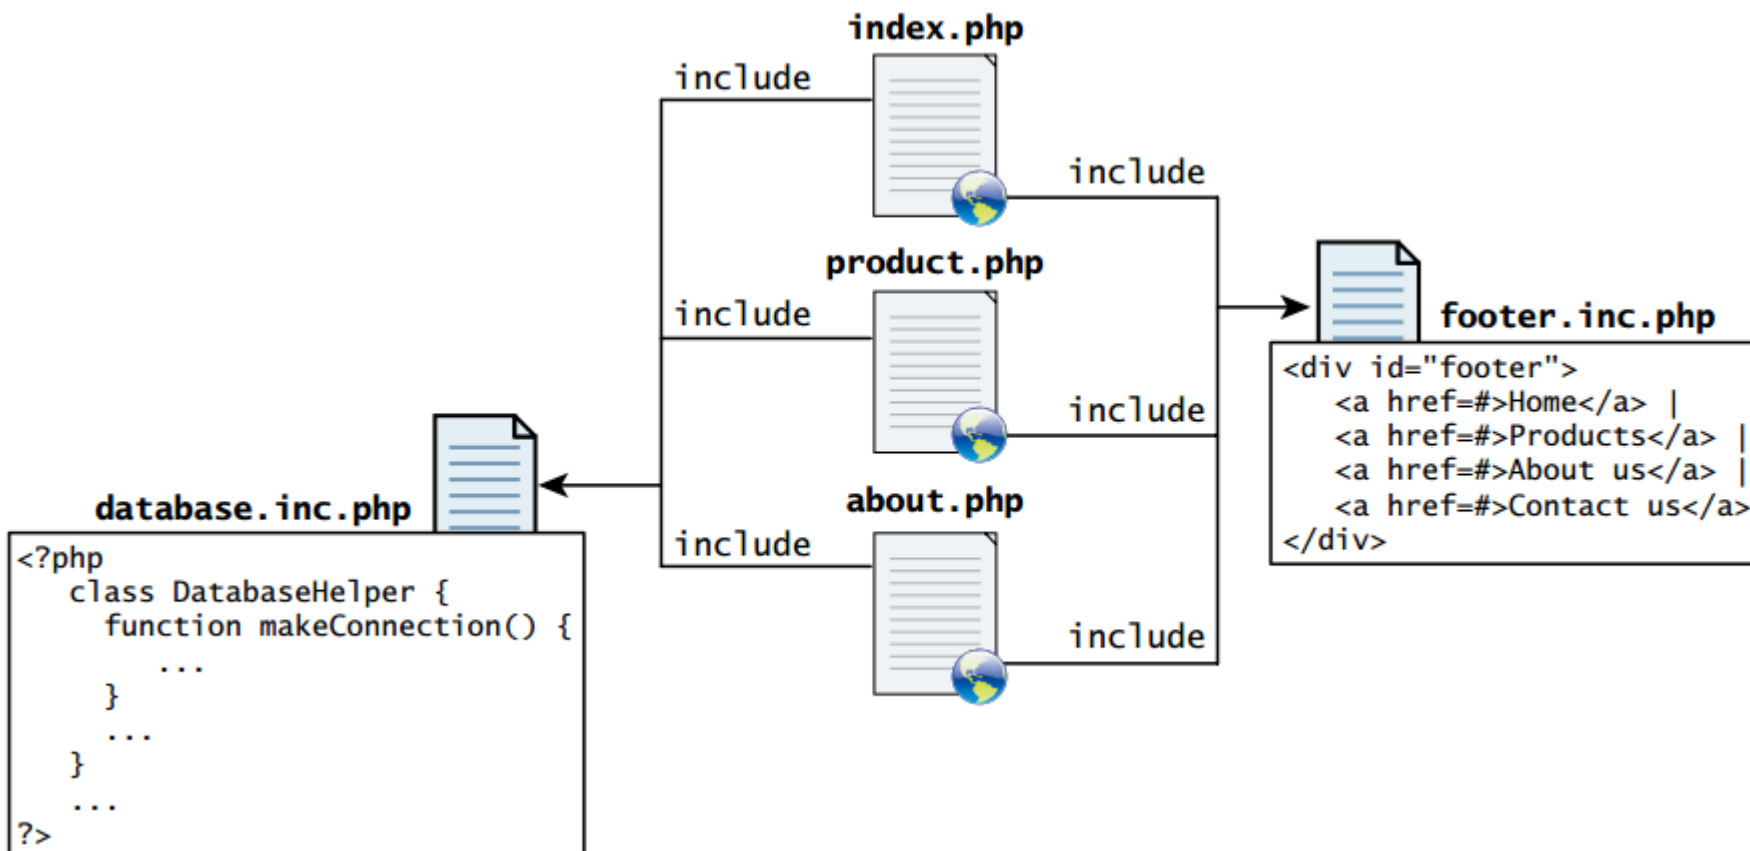 index.php
include
include
product.php
include
include
about.php
include
include
footer.inc.php
<div id="footer">
   <a href=#>Home</a> |
   <a href=#>Products</a> |
   <a href=#>About us</a> |
   <a href=#>Contact us</a>
</div>
database.inc.php
<?php
   class DatabaseHelper {
     function makeConnection() {
        ...
     }
     ...
   }
   ...
?>